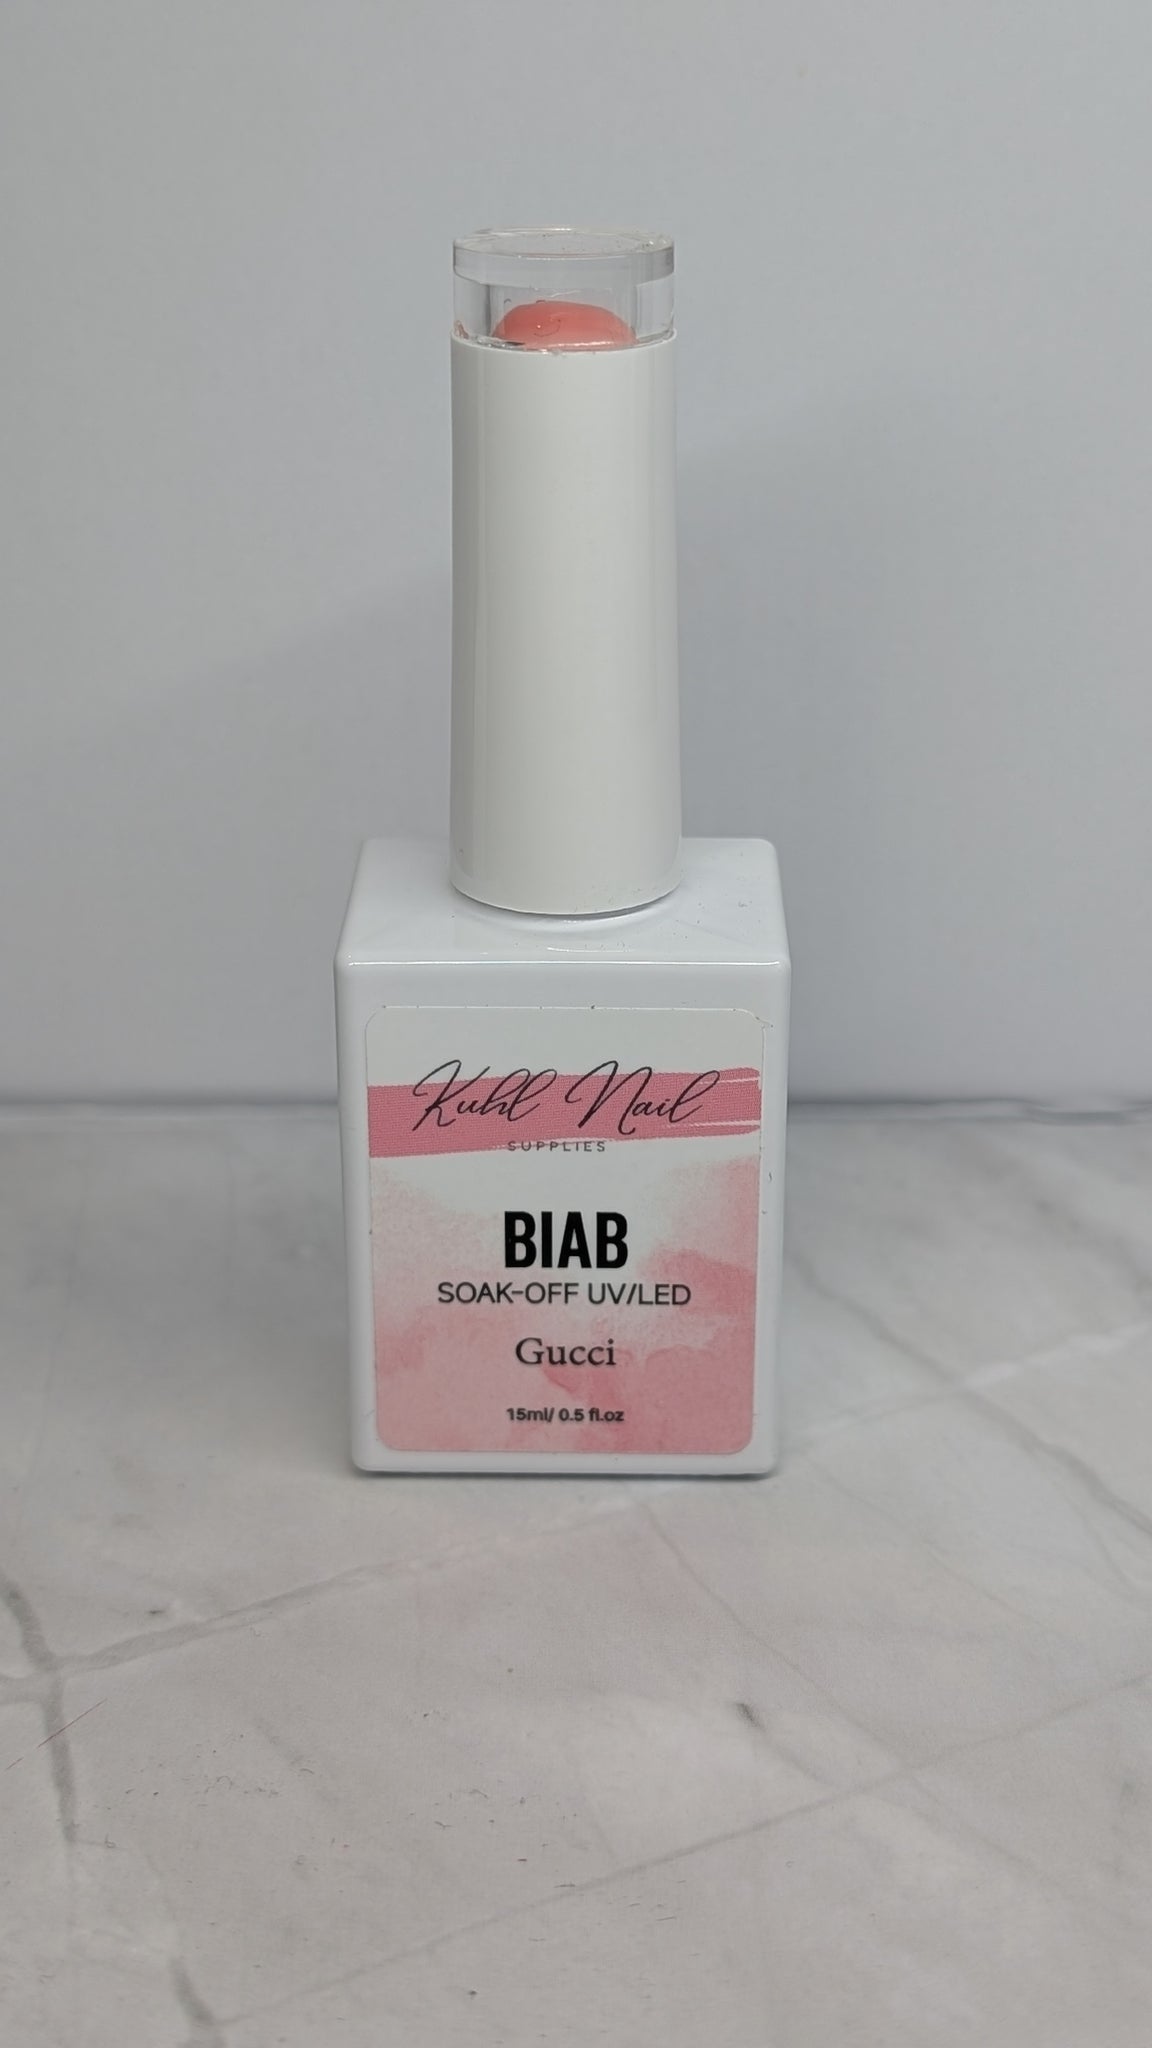 Kuhl Nail
SUPPLIES
BIAB
SOAK-OFF UV/LED
Gucci
15ml/ 0.5 fl.oz